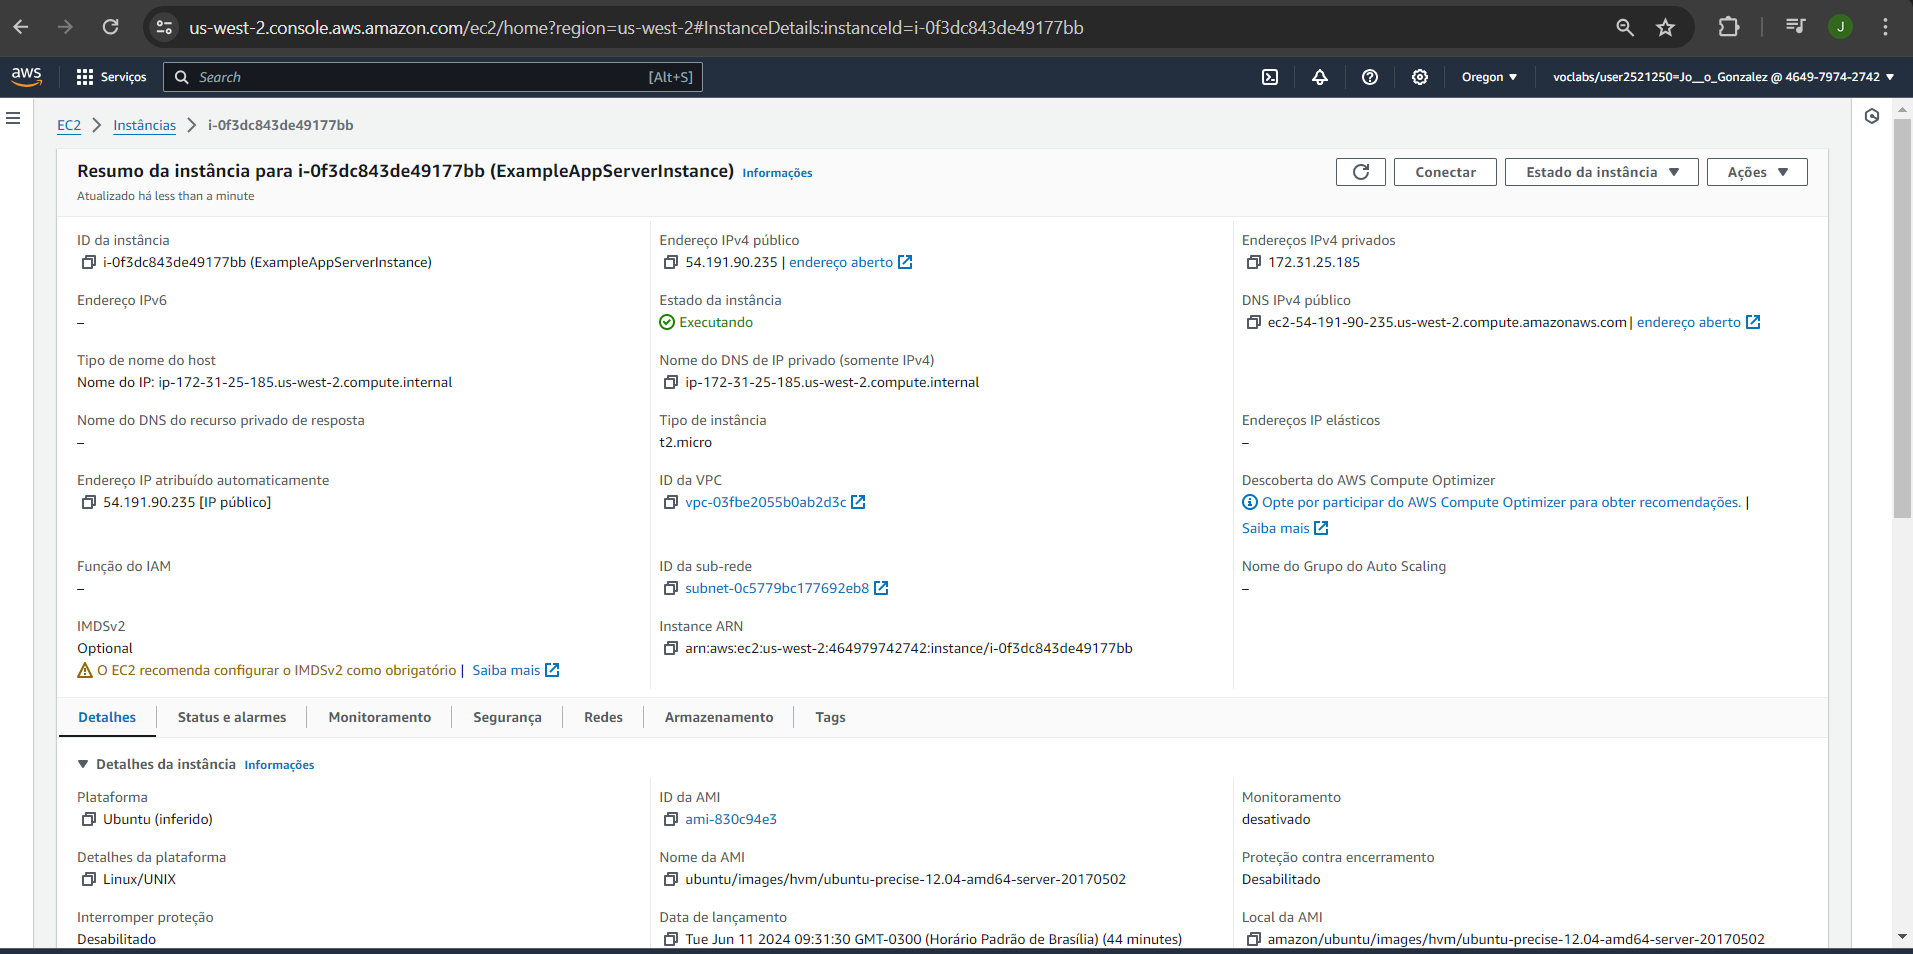 us-west-2.console.aws.amazon.com/ec2/home?region=us-west-2#InstanceDetails:instanceId=i-0f3dc843de49177bb
J
aws
Serviços
Search
[Alt+S]
Oregon
voclabs/user2521250=Jo__o_Gonzalez @ 4649-7974-2742
EC2
Instâncias
i-0f3dc843de49177bb
Resumo da instância para i-0f3dc843de49177bb (ExampleAppServerInstance) Informações
Atualizado há less than a minute
Conectar
Estado da instância
Ações
ID da instância
i-0f3dc843de49177bb (ExampleAppServerInstance)
Endereço IPv4 público
54.191.90.235 | endereço aberto
Endereços IPv4 privados
172.31.25.185
Endereço IPv6
–
Estado da instância
Executando
DNS IPv4 público
ec2-54-191-90-235.us-west-2.compute.amazonaws.com | endereço aberto
Tipo de nome do host
Nome do IP: ip-172-31-25-185.us-west-2.compute.internal
Nome do DNS de IP privado (somente IPv4)
ip-172-31-25-185.us-west-2.compute.internal
Nome do DNS do recurso privado de resposta
–
Tipo de instância
t2.micro
Endereços IP elásticos
–
Endereço IP atribuído automaticamente
54.191.90.235 [IP público]
ID da VPC
vpc-03fbe2055b0ab2d3c
Descoberta do AWS Compute Optimizer
Opte por participar do AWS Compute Optimizer para obter recomendações. |
Saiba mais
Função do IAM
–
ID da sub-rede
subnet-0c5779bc177692eb8
Nome do Grupo do Auto Scaling
–
IMDSv2
Optional
O EC2 recomenda configurar o IMDSv2 como obrigatório | Saiba mais
Instance ARN
arn:aws:ec2:us-west-2:464979742742:instance/i-0f3dc843de49177bb
Detalhes
Status e alarmes
Monitoramento
Segurança
Redes
Armazenamento
Tags
Detalhes da instância Informações
Plataforma
Ubuntu (inferido)
ID da AMI
ami-830c94e3
Monitoramento
desativado
Detalhes da plataforma
Linux/UNIX
Nome da AMI
ubuntu/images/hvm/ubuntu-precise-12.04-amd64-server-20170502
Proteção contra encerramento
Desabilitado
Interromper proteção
Desabilitado
Data de lançamento
Tue Jun 11 2024 09:31:30 GMT-0300 (Horário Padrão de Brasília) (44 minutes)
Local da AMI
amazon/ubuntu/images/hvm/ubuntu-precise-12.04-amd64-server-20170502